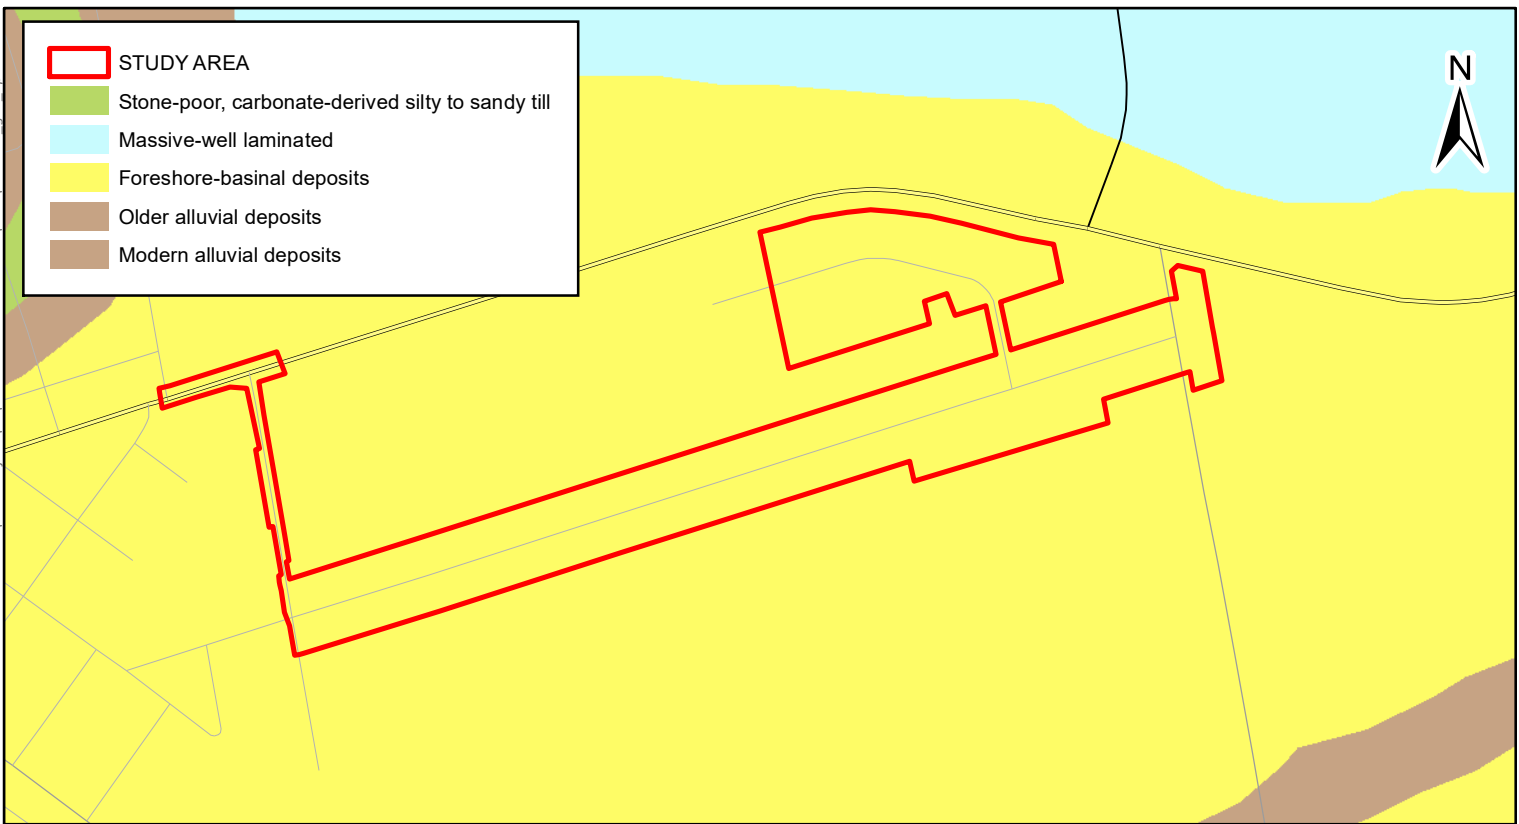 STUDY AREA
Stone-poor, carbonate-derived silty to sandy till
Massive-well laminated
Foreshore-basinal deposits
Older alluvial deposits
Modern alluvial deposits
N